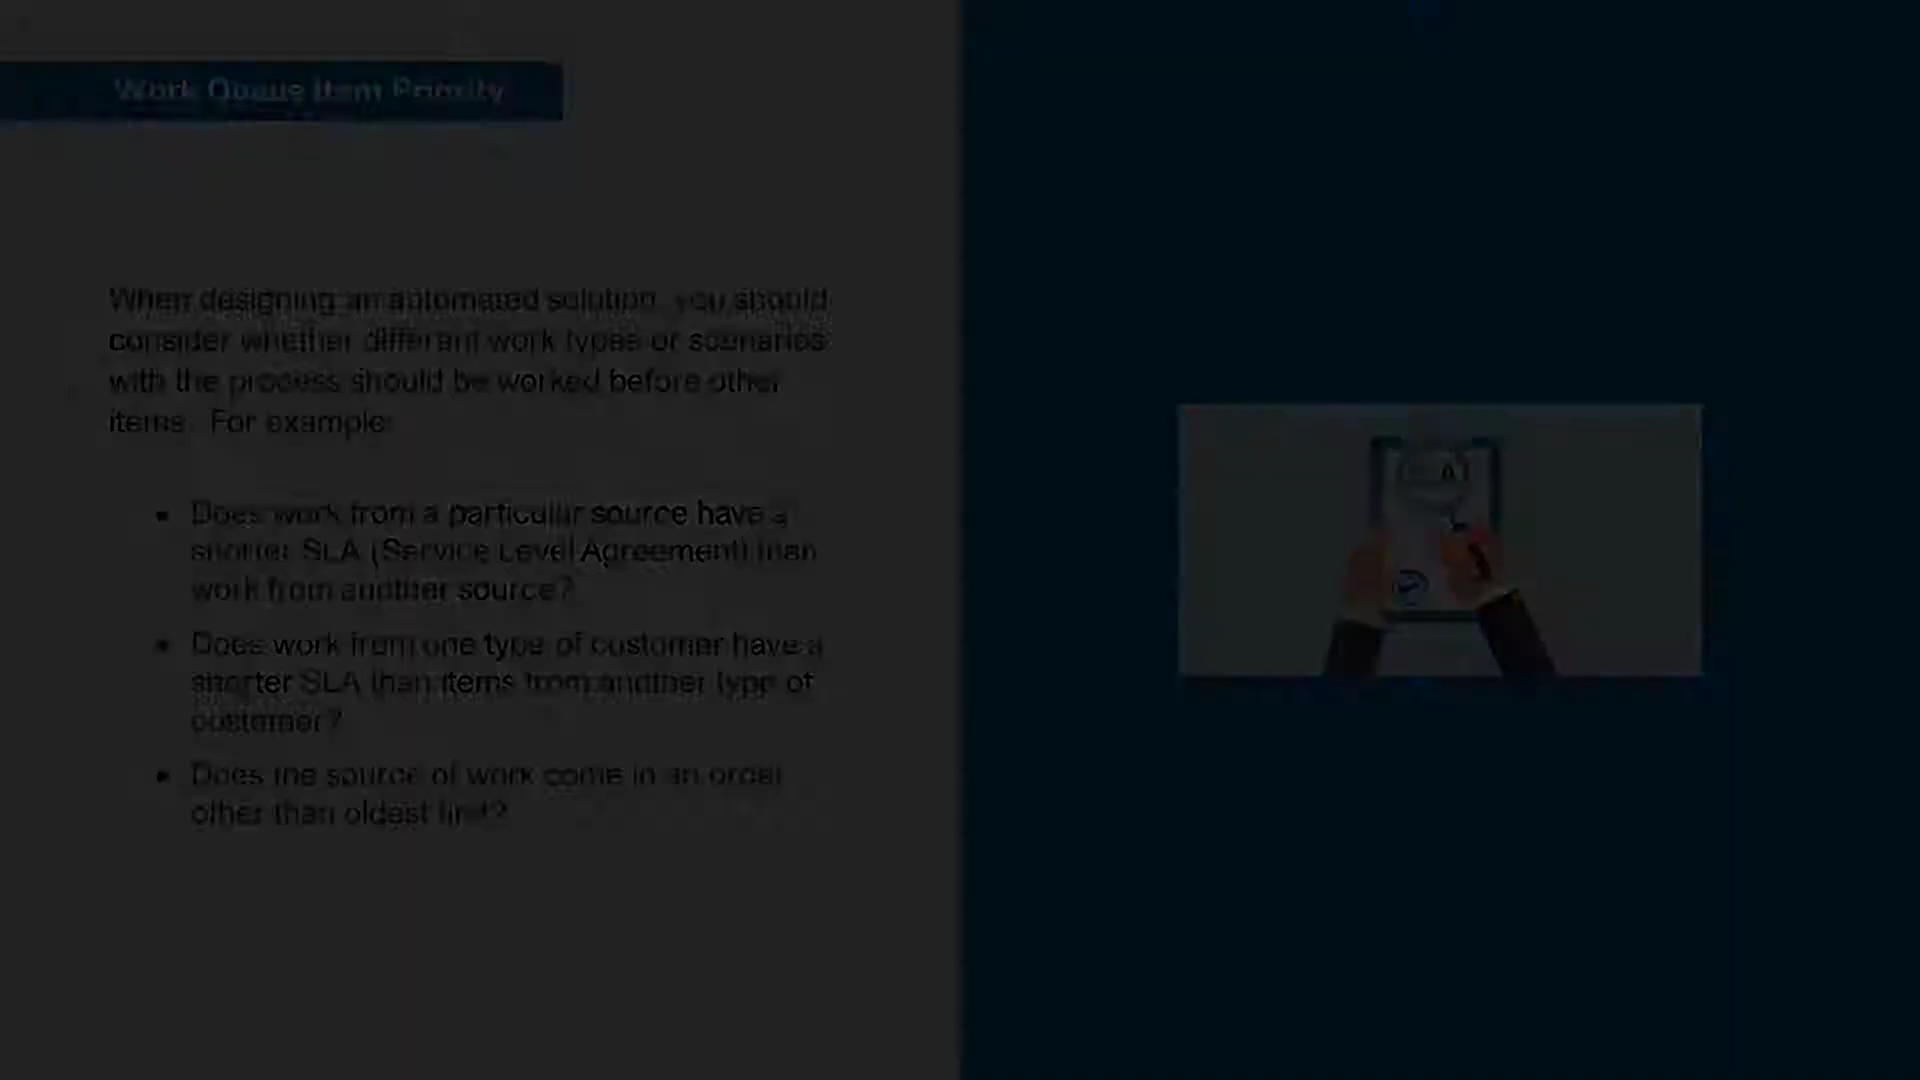 Work Queue Item Priority
When designing an automated solution, you should
consider whether different work types or scenarios
with the process should be worked before other
items. For example:
• Does work from a particular source have a
shorter SLA (Service Level Agreement) than
work from another source?
• Does work from one type of customer have a
shorter SLA than items from another type of
customer?
• Does the source of work come in an order
other than oldest first?
SLA